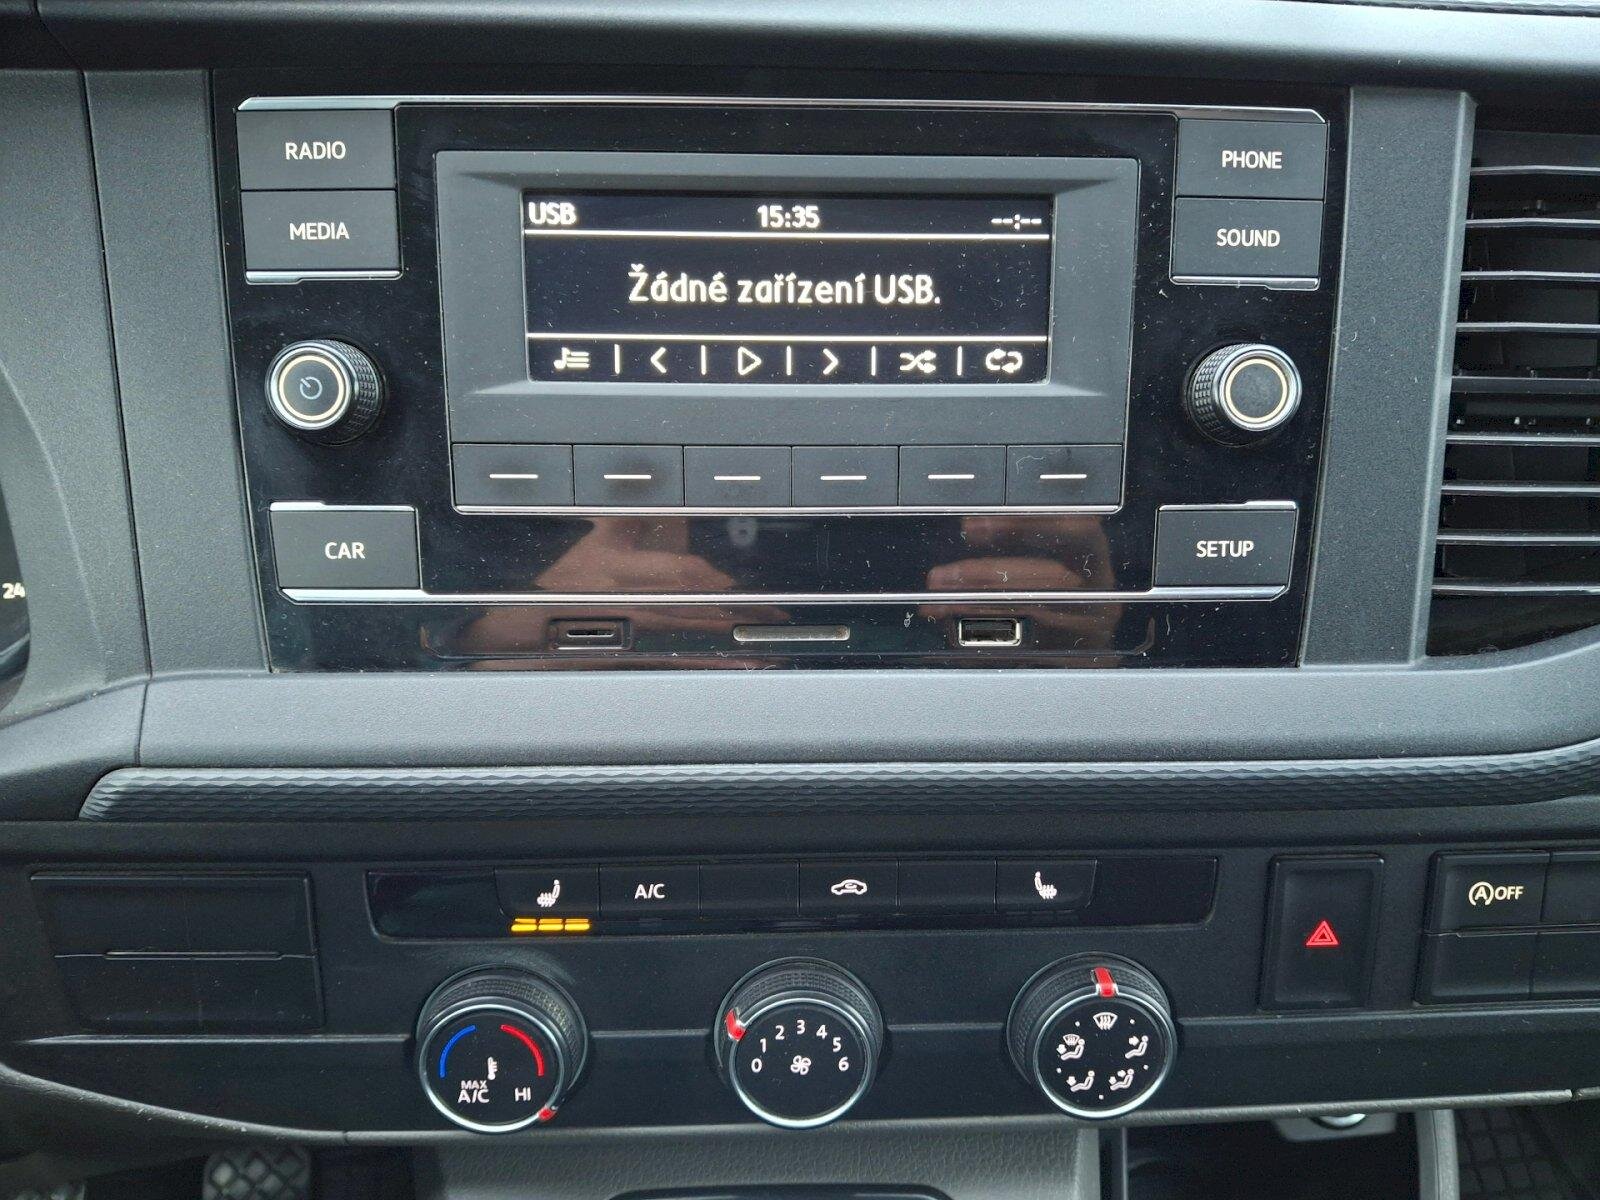 RADIO
MEDIA
PHONE
SOUND
USB 15:35 --:--
Žádné zařízení USB.
CAR
SETUP
24
A/C
(A)OFF
MAX
A/C HI
0 1 2 3 4 5 6